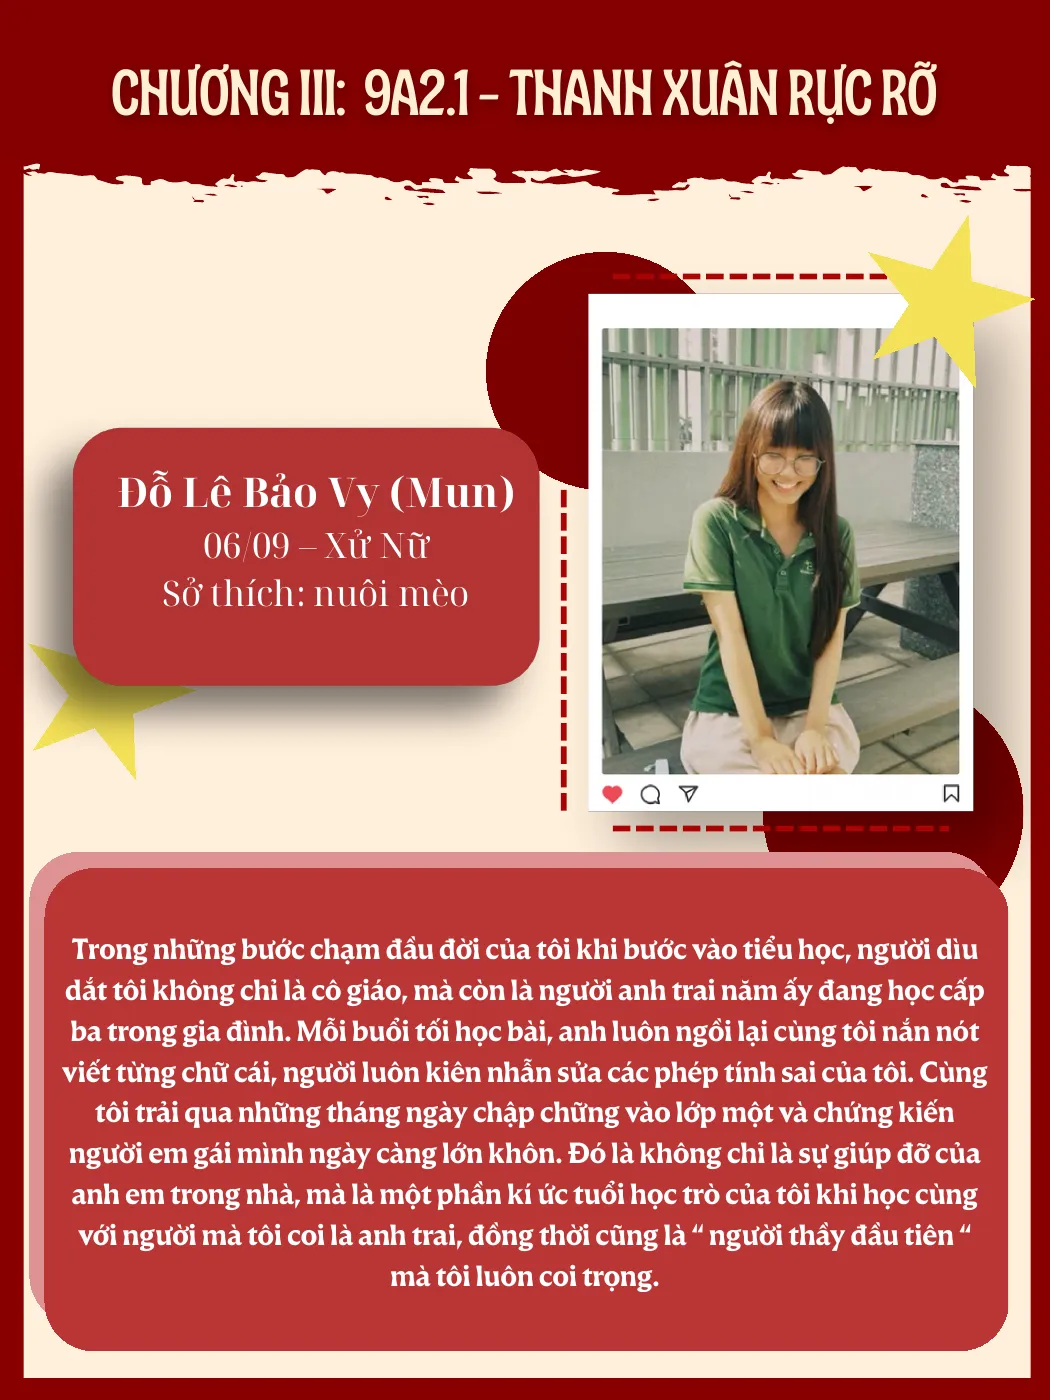 CHƯƠNG III: 9A2.1 - THANH XUÂN RỰC RỠ
Đỗ Lê Bảo Vy (Mun)
06/09 – Xử Nữ
Sở thích: nuôi mèo
Trong những bước chạm đầu đời của tôi khi bước vào tiểu học, người dìu
dắt tôi không chỉ là cô giáo, mà còn là người anh trai năm ấy đang học cấp
ba trong gia đình. Mỗi buổi tối học bài, anh luôn ngồi lại cùng tôi nắn nót
viết từng chữ cái, người luôn kiên nhẫn sửa các phép tính sai của tôi. Cùng
tôi trải qua những tháng ngày chập chững vào lớp một và chứng kiến
người em gái mình ngày càng lớn khôn. Đó là không chỉ là sự giúp đỡ của
anh em trong nhà, mà là một phần kí ức tuổi học trò của tôi khi học cùng
với người mà tôi coi là anh trai, đồng thời cũng là “ người thầy đầu tiên “
mà tôi luôn coi trọng.